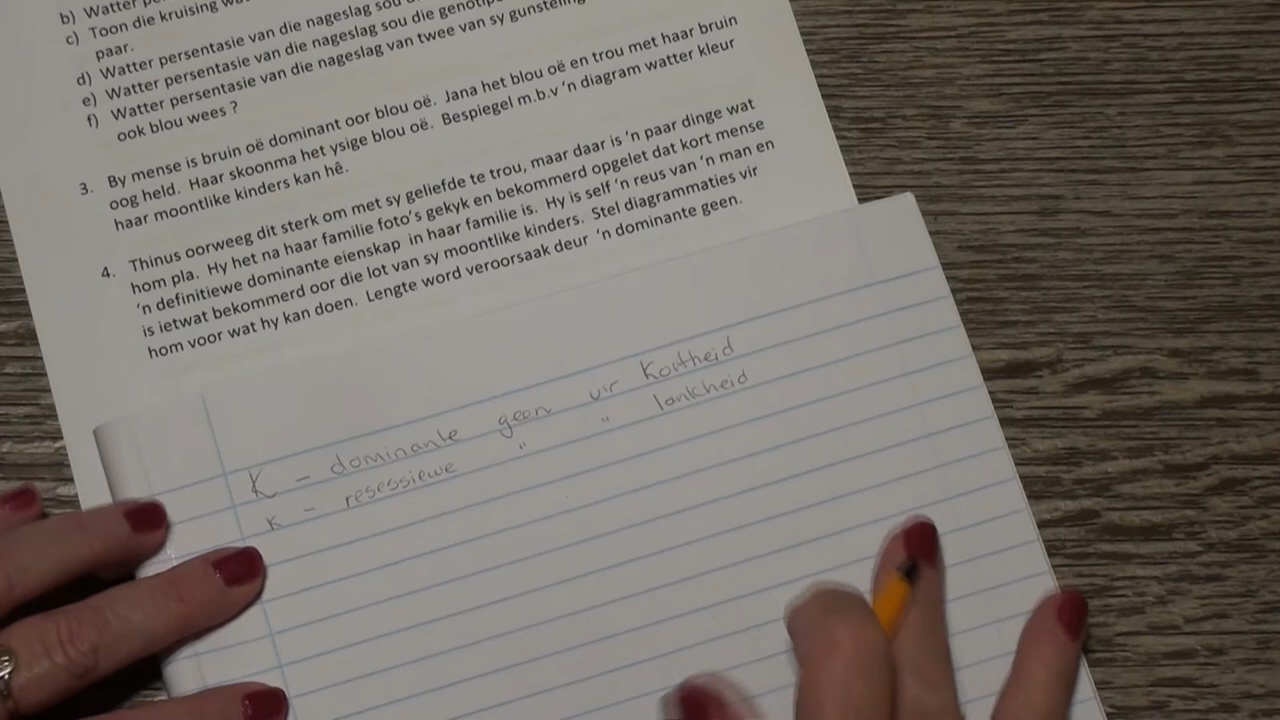 b) Watter
c) Toon die kruising
paar.
d) Watter persentasie van die nageslag sou
e) Watter persentasie van die nageslag sou die
f) Watter persentasie van die nageslag van twee van sy
ook blou wees ?
3. By mense is bruin oë dominant oor blou oë. Jana het blou oë en trou met haar bruin
oog held. Haar skoonma het ysige blou oë. Bespiegel m.b.v 'n diagram watter kleur
haar moontlike kinders kan hê.
4. Thinus oorweeg dit sterk om met sy geliefde te trou, maar daar is 'n paar dinge wat
hom pla. Hy het na haar familie foto's gekyk en bekommerd opgelet dat kort mense
'n definitiewe dominante eienskap in haar familie is. Hy is self 'n reus van 'n man en
is ietwat bekommerd oor die lot van sy moontlike kinders. Stel diagrammaties vir
hom voor wat hy kan doen. Lengte word veroorsaak deur 'n dominante geen.
K - dominante geen vir Kortheid
k - resessiewe " " lankheid